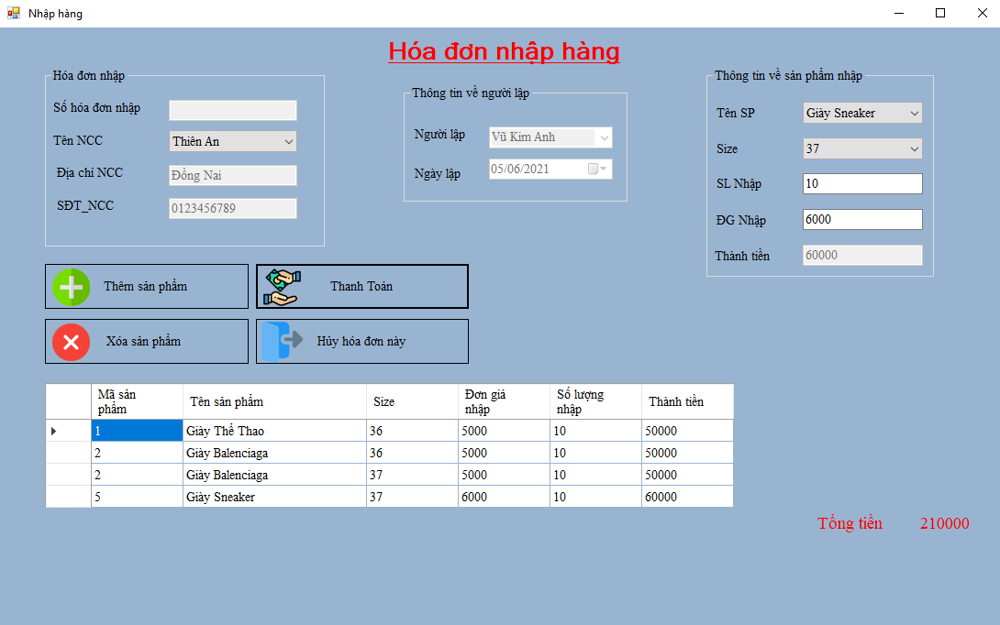 Nhập hàng
Hóa đơn nhập hàng
Hóa đơn nhập
Số hóa đơn nhập
Tên NCC
Thiên An
Địa chỉ NCC
Đồng Nai
SĐT_NCC
0123456789
Thông tin về người lập
Người lập
Vũ Kim Anh
Ngày lập
05/06/2021
Thông tin về sản phẩm nhập
Tên SP
Giày Sneaker
Size
37
SL Nhập
10
ĐG Nhập
6000
Thành tiền
60000
Thêm sản phẩm
Thanh Toán
Xóa sản phẩm
Hủy hóa đơn này
Mã sản phẩm Tên sản phẩm Size Đơn giá nhập Số lượng nhập Thành tiền
1 Giày Thể Thao 36 5000 10 50000
2 Giày Balenciaga 36 5000 10 50000
2 Giày Balenciaga 37 5000 10 50000
5 Giày Sneaker 37 6000 10 60000
Tổng tiền 210000